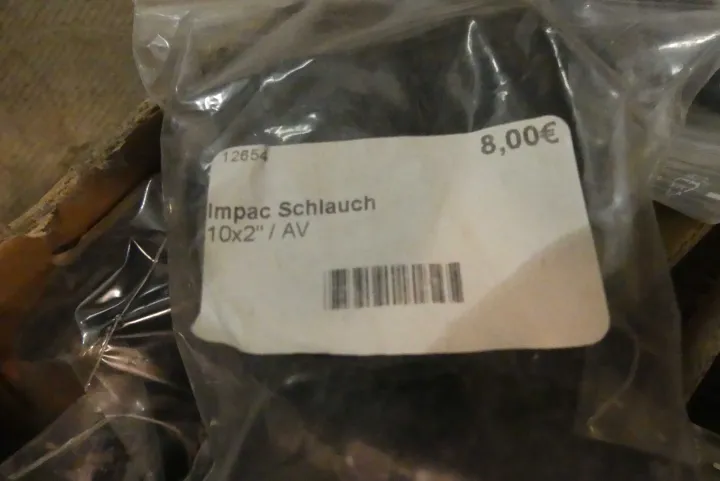 12654
8,00€
Impac Schlauch
10x2" / AV